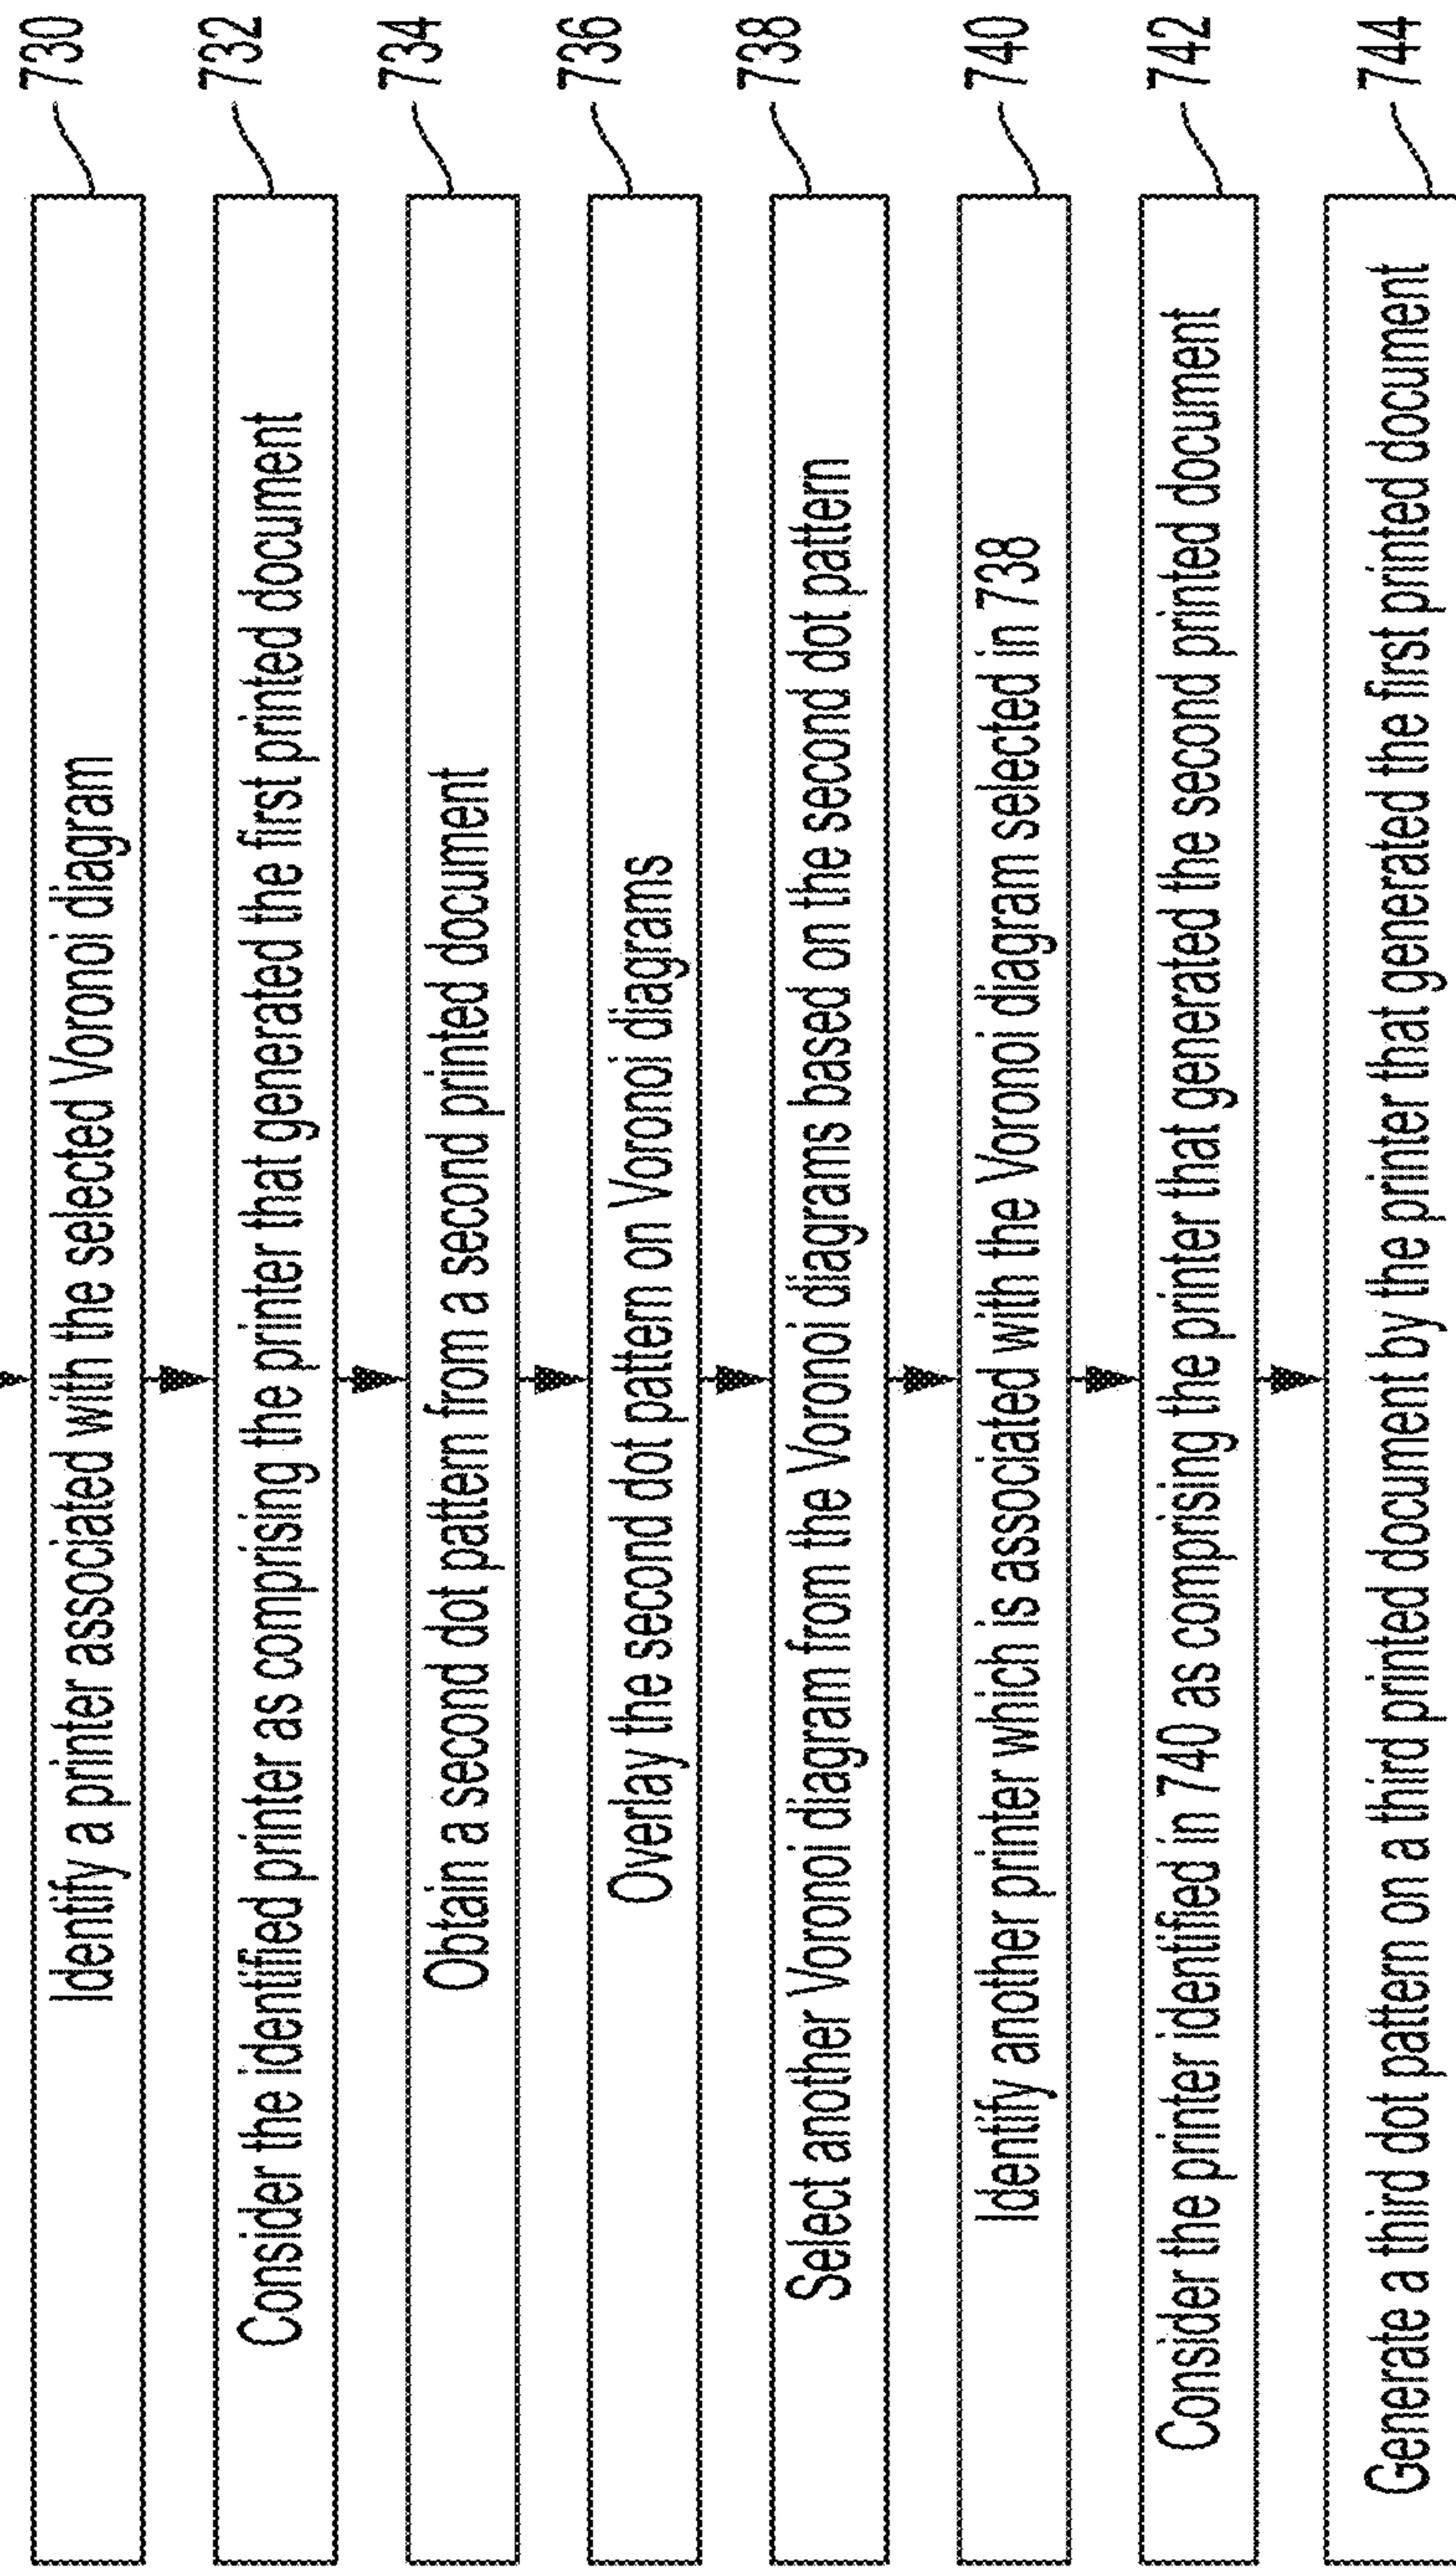 Identify a printer associated with the selected Voronoi diagram 730
Consider the identified printer as comprising the printer that generated the first printed document 732
Obtain a second dot pattern from a second printed document 734
Overlay the second dot pattern on Voronoi diagrams 736
Select another Voronoi diagram from the Voronoi diagrams based on the second dot pattern 738
Identify another printer which is associated with the Voronoi diagram selected in 738 740
Consider the printer identified in 740 as comprising the printer that generated the second printed document 742
Generate a third dot pattern on a third printed document by the printer that generated the first printed document 744